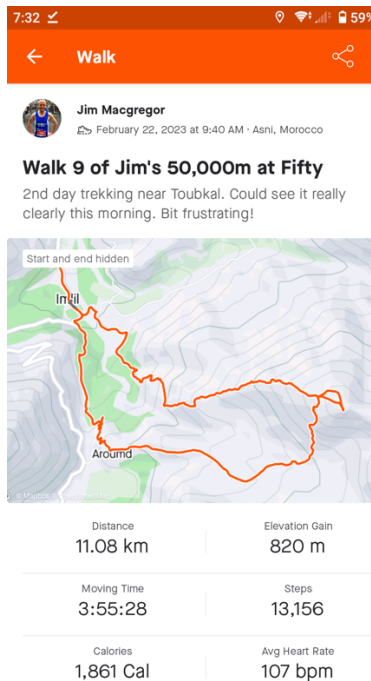 7:32
59%
Walk
Jim Macgregor
February 22, 2023 at 9:40 AM · Asni, Morocco
Walk 9 of Jim's 50,000m at Fifty
2nd day trekking near Toubkal. Could see it really
clearly this morning. Bit frustrating!
Start and end hidden
Imlil
Around
Distance
11.08 km
Elevation Gain
820 m
Moving Time
3:55:28
Steps
13,156
Calories
1,861 Cal
Avg Heart Rate
107 bpm